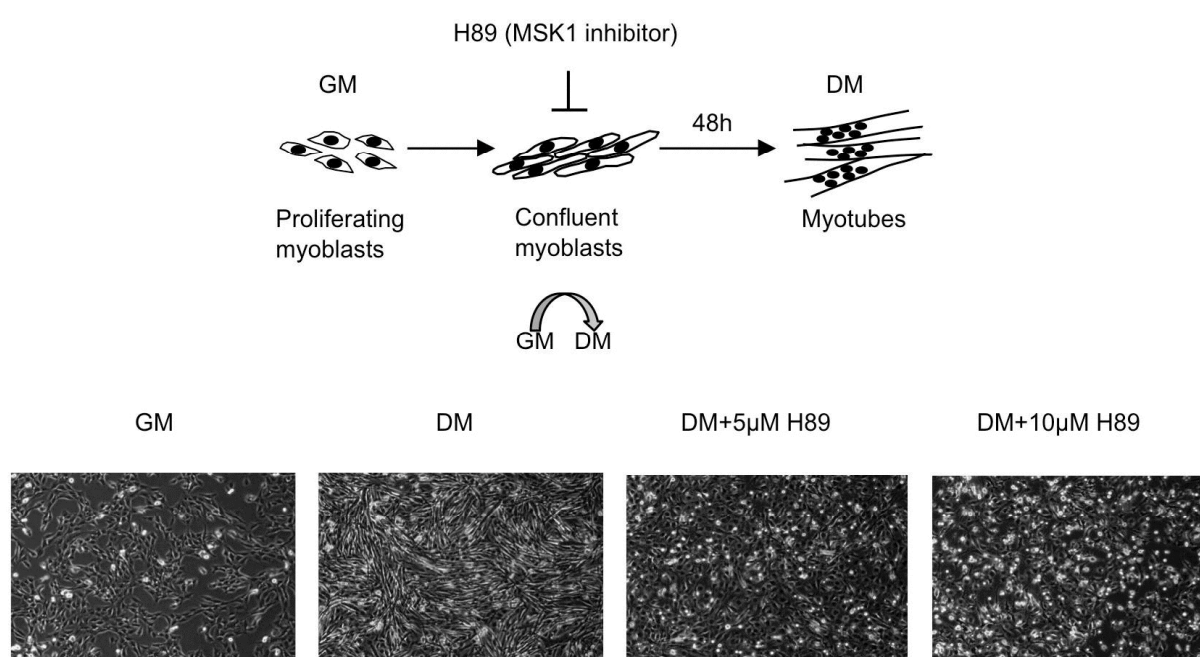 H89 (MSK1 inhibitor)
GM
DM
48h
Proliferating
myoblasts
Confluent
myoblasts
Myotubes
GM DM
GM
DM
DM+5µM H89
DM+10µM H89